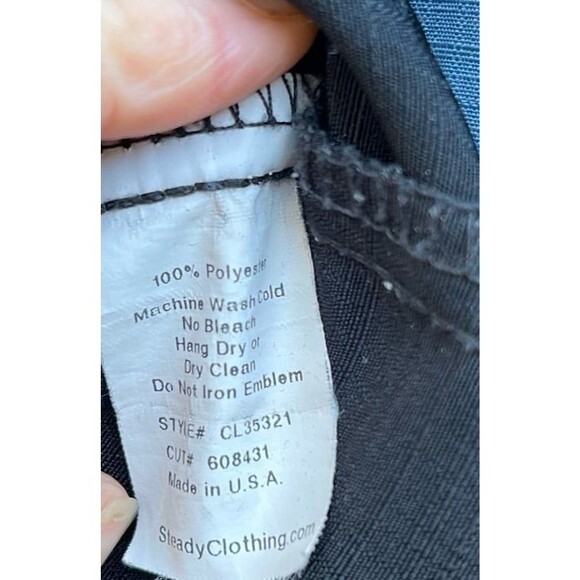 100% Polyester
Machine Wash Cold
No Bleach
Hang Dry or
Dry Clean
Do Not Iron Emblem
STYLE# CL35321
CUT# 608431
Made in U.S.A.
SteadyClothing.com